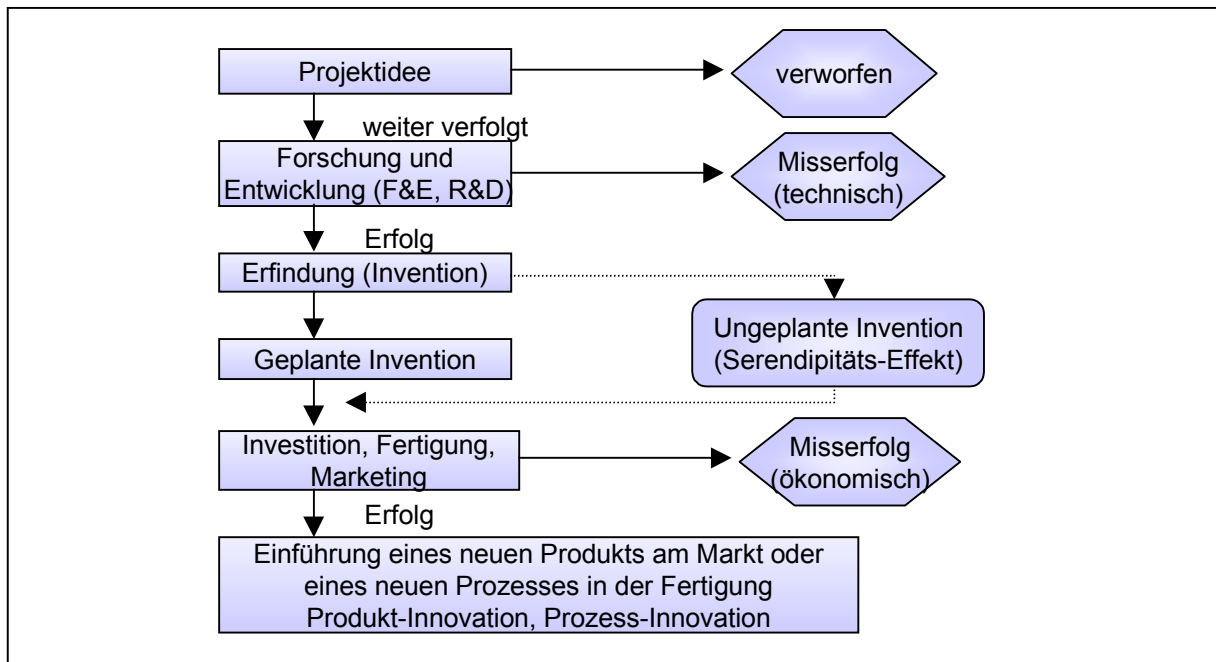 Projektidee
verworfen
weiter verfolgt
Forschung und
Entwicklung (F&E, R&D)
Misserfolg
(technisch)
Erfolg
Erfindung (Invention)
Ungeplante Invention
(Serendipitäts-Effekt)
Geplante Invention
Investition, Fertigung,
Marketing
Misserfolg
(ökonomisch)
Erfolg
Einführung eines neuen Produkts am Markt oder
eines neuen Prozesses in der Fertigung
Produkt-Innovation, Prozess-Innovation